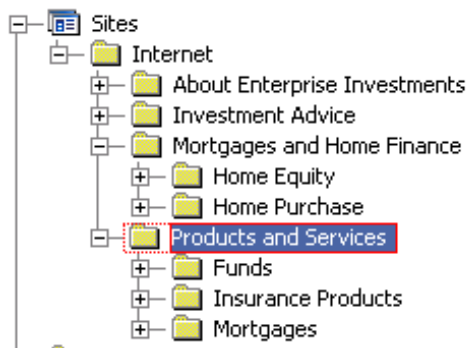 Sites
Internet
About Enterprise Investments
Investment Advice
Mortgages and Home Finance
Home Equity
Home Purchase
Products and Services
Funds
Insurance Products
Mortgages